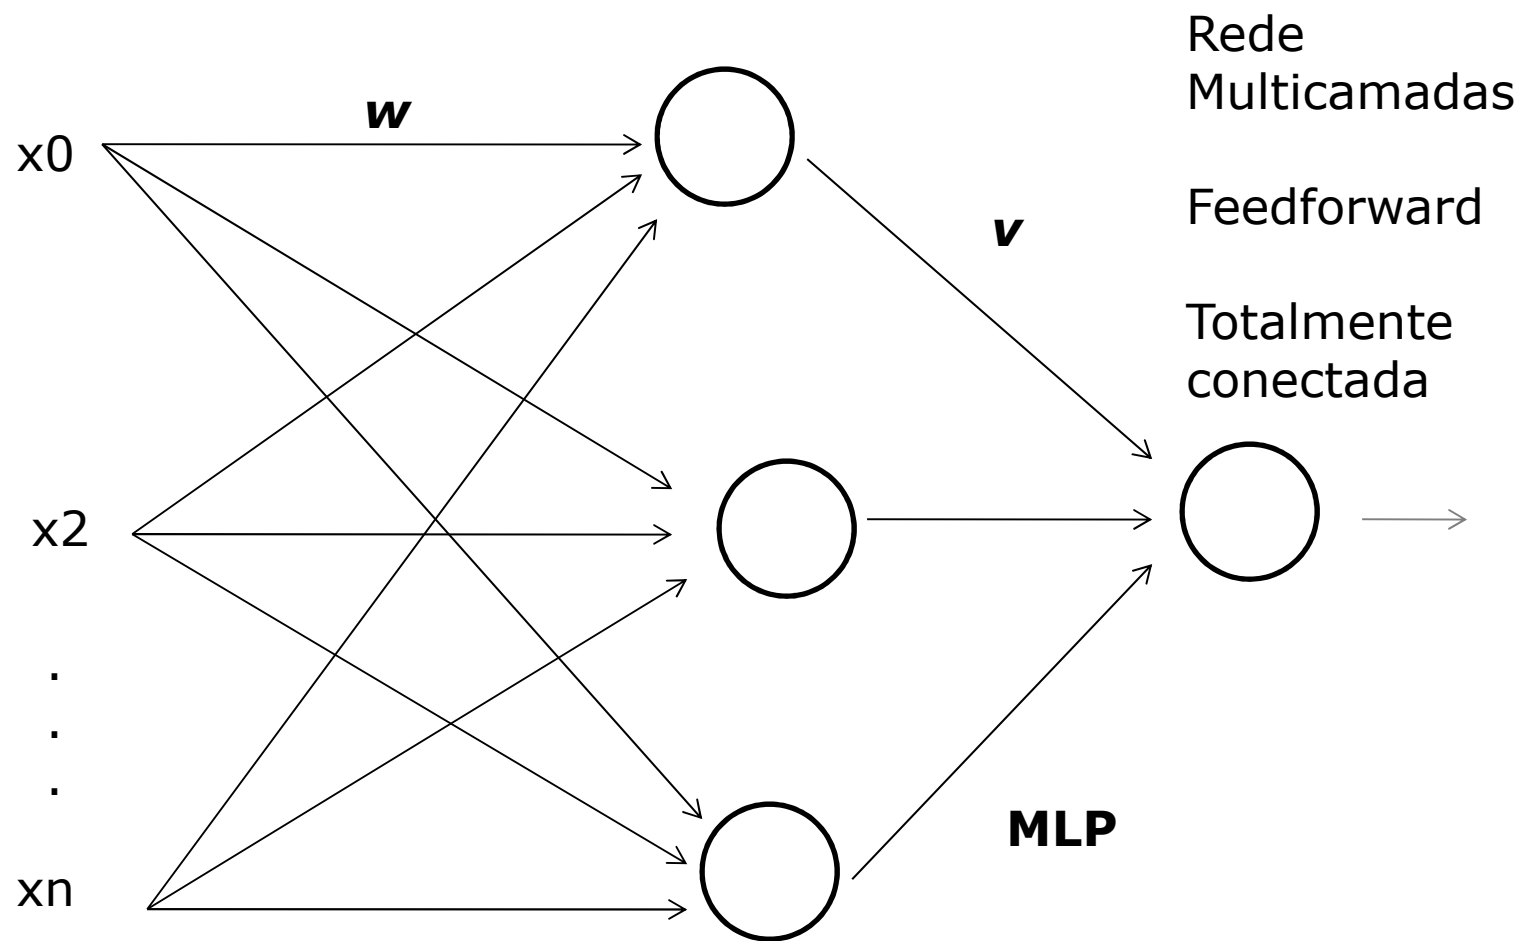 Rede
Multicamadas
Feedforward
Totalmente
conectada
w
x0
v
x2
.
.
.
xn
MLP